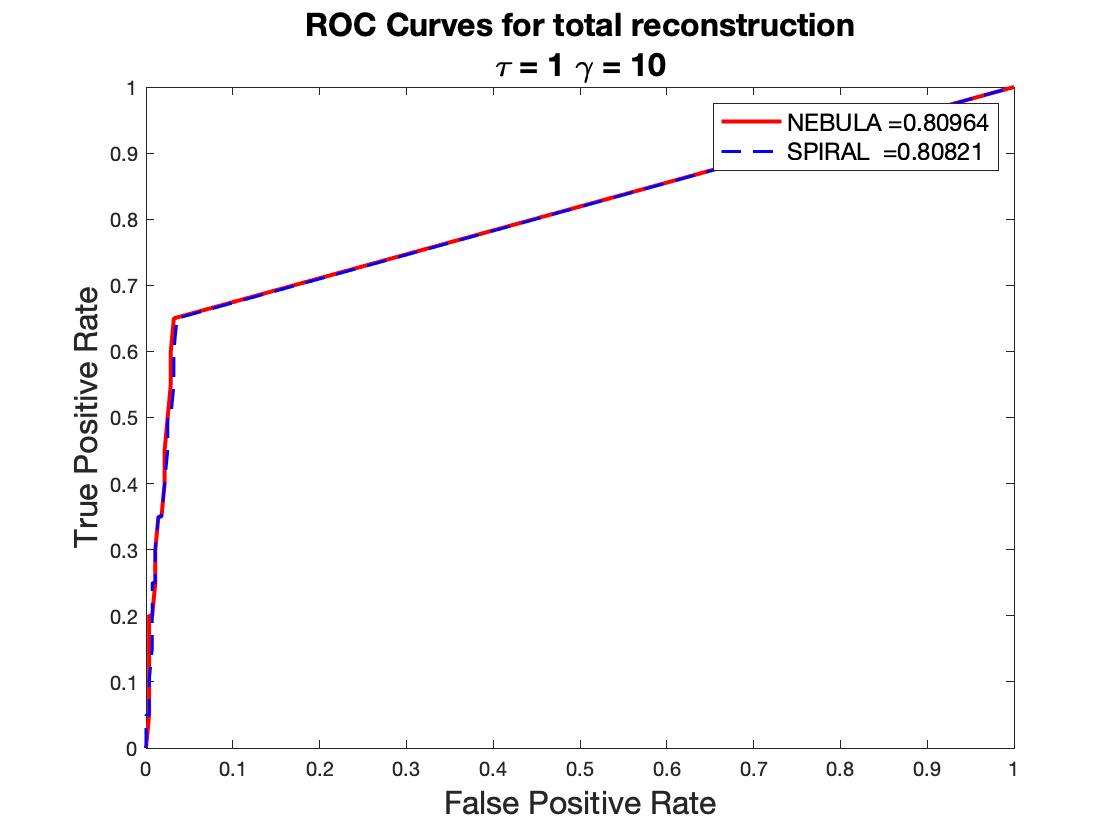 ROC Curves for total reconstruction
τ = 1 γ = 10
1
0.9
0.8
0.7
0.6
0.5
0.4
0.3
0.2
0.1
0
True Positive Rate
NEBULA =0.80964
SPIRAL =0.80821
0 0.1 0.2 0.3 0.4 0.5 0.6 0.7 0.8 0.9 1
False Positive Rate